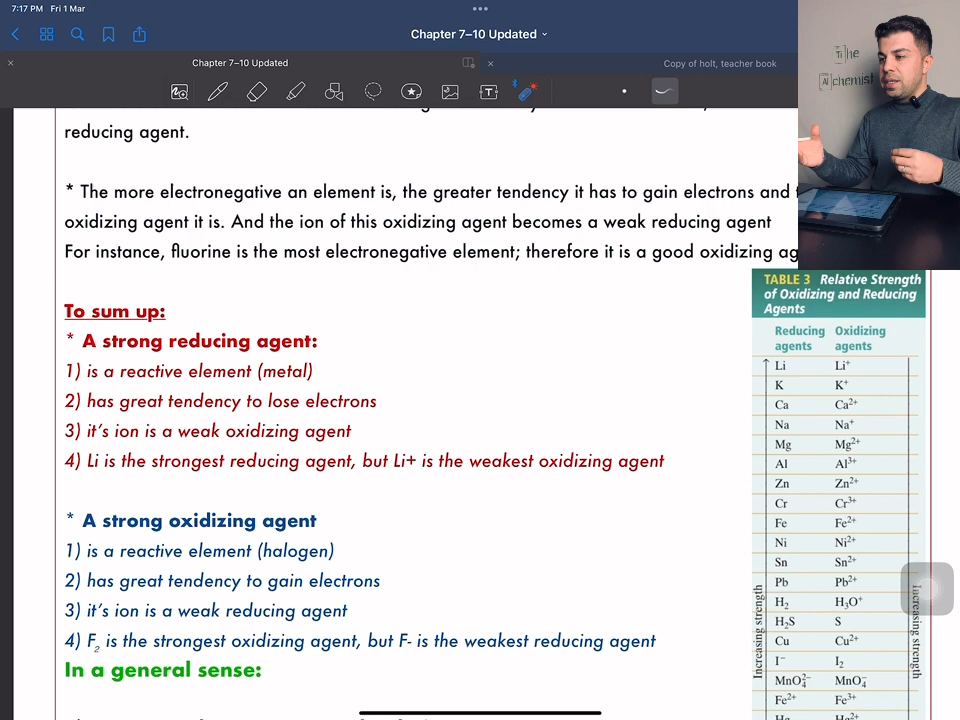 7:17 PM Fri 1 Mar
Chapter 7–10 Updated
Chapter 7–10 Updated
Copy of holt, teacher book
The
Alchemist
reducing agent.
* The more electronegative an element is, the greater tendency it has to gain electrons and
oxidizing agent it is. And the ion of this oxidizing agent becomes a weak reducing agent
For instance, fluorine is the most electronegative element; therefore it is a good oxidizing ag
To sum up:
* A strong reducing agent:
1) is a reactive element (metal)
2) has great tendency to lose electrons
3) it's ion is a weak oxidizing agent
4) Li is the strongest reducing agent, but Li+ is the weakest oxidizing agent
* A strong oxidizing agent
1) is a reactive element (halogen)
2) has great tendency to gain electrons
3) it's ion is a weak reducing agent
4) F₂ is the strongest oxidizing agent, but F- is the weakest reducing agent
In a general sense:
TABLE 3 Relative Strength
of Oxidizing and Reducing
Agents
Reducing agents Oxidizing agents
Li Li⁺
K K⁺
Ca Ca²⁺
Na Na⁺
Mg Mg²⁺
Al Al³⁺
Zn Zn²⁺
Cr Cr³⁺
Fe Fe²⁺
Ni Ni²⁺
Sn Sn²⁺
Pb Pb²⁺
H₂ H₃O⁺
H₂S S
Cu Cu²⁺
I⁻ I₂
MnO₄²⁻ MnO₄⁻
Fe²⁺ Fe³⁺
Hg Hg²⁺
Increasing strength
Increasing strength